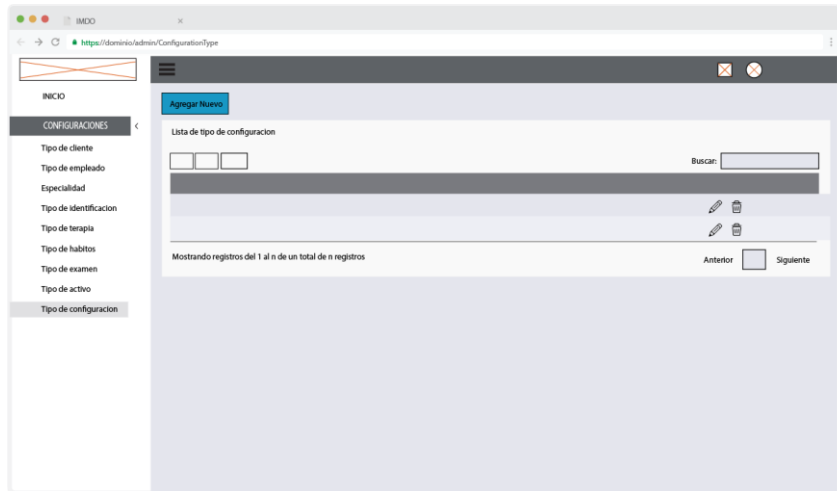 IMDO
https://dominio/admin/ConfigurationType
INICIO
CONFIGURACIONES
Tipo de cliente
Tipo de empleado
Especialidad
Tipo de identificacion
Tipo de terapia
Tipo de habitos
Tipo de examen
Tipo de activo
Tipo de configuracion
Agregar Nuevo
Lista de tipo de configuracion
Buscar:
Mostrando registros del 1 al n de un total de n registros
Anterior
Siguiente